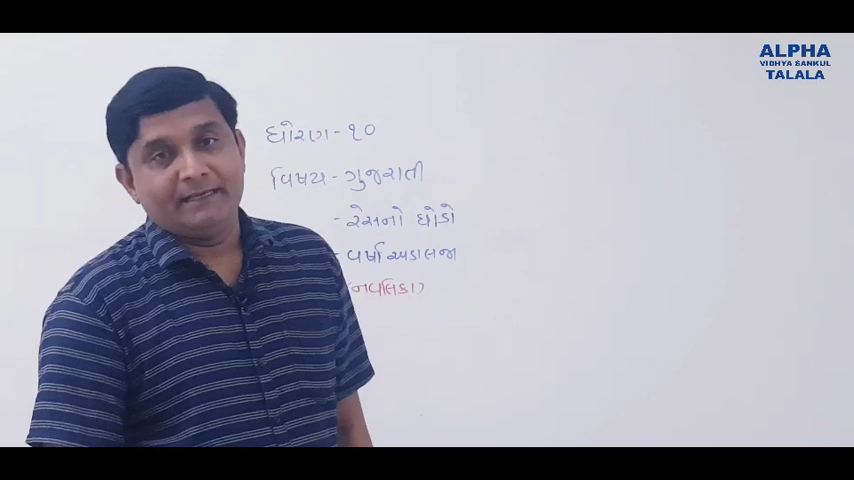 ALPHA
VIDHYA SANKUL
TALALA
ધોરણ - ૧૦
વિષય - ગુજરાતી
- રેસનો ઘોડો
- વર્ષા અડાલજા
(નવલિકા)